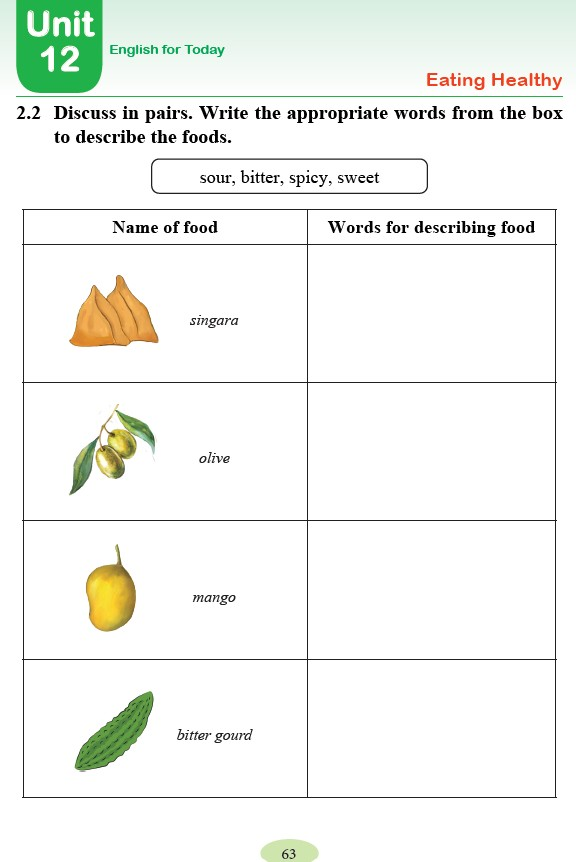 Unit
12
English for Today
Eating Healthy
2.2 Discuss in pairs. Write the appropriate words from the box
to describe the foods.
sour, bitter, spicy, sweet
Name of food Words for describing food
singara
olive
mango
bitter gourd
63